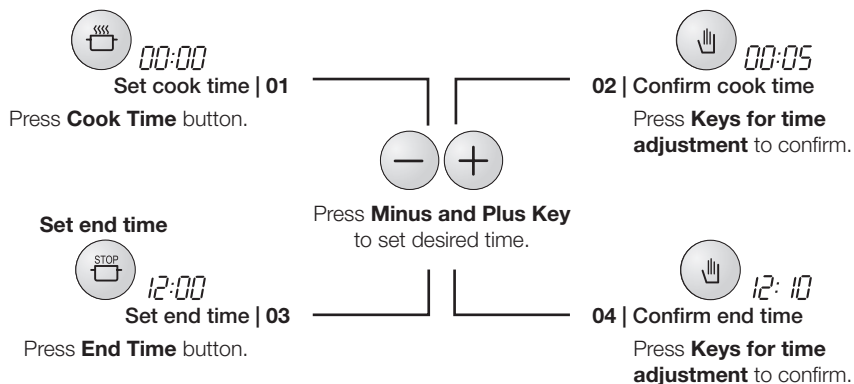 00:00
Set cook time | 01
Press Cook Time button.
00:05
02 | Confirm cook time
Press Keys for time
adjustment to confirm.
Press Minus and Plus Key
to set desired time.
Set end time
STOP
12:00
Set end time | 03
Press End Time button.
12:10
04 | Confirm end time
Press Keys for time
adjustment to confirm.